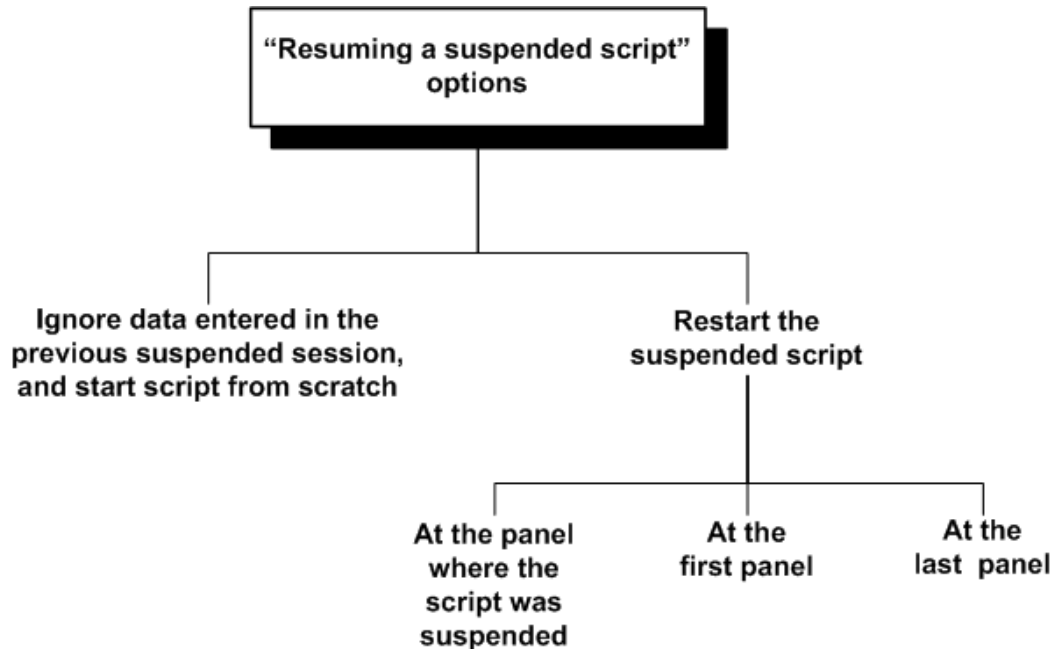 “Resuming a suspended script”
options
Ignore data entered in the
previous suspended session,
and start script from scratch
Restart the
suspended script
At the panel
where the
script was
suspended
At the
first panel
At the
last panel